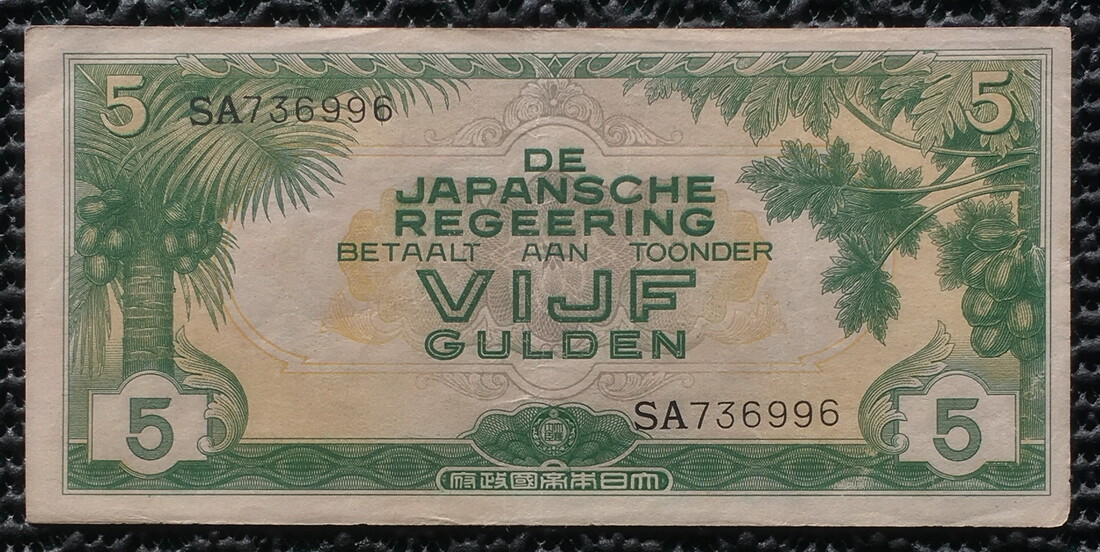 5
5
SA736996
DE
JAPANSCHE
REGEERING
BETAALT AAN TOONDER
VIJF
GULDEN
SA736996
5
5
大日本帝國政府